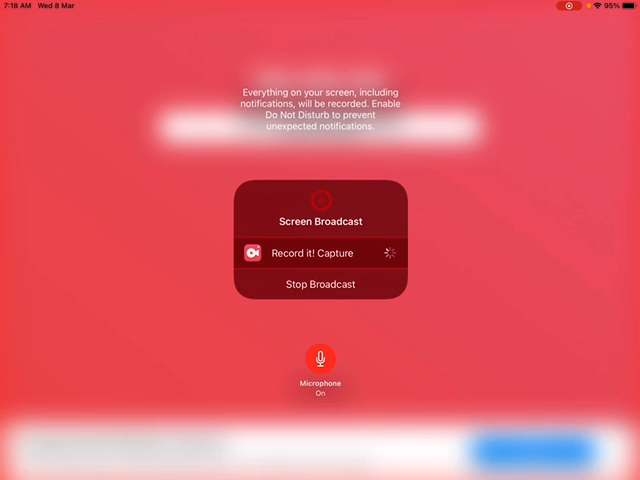 7:18 AM Wed 8 Mar 95%
Everything on your screen, including
notifications, will be recorded. Enable
Do Not Disturb to prevent
unexpected notifications.
Screen Broadcast
Record it! Capture
Stop Broadcast
Microphone
On